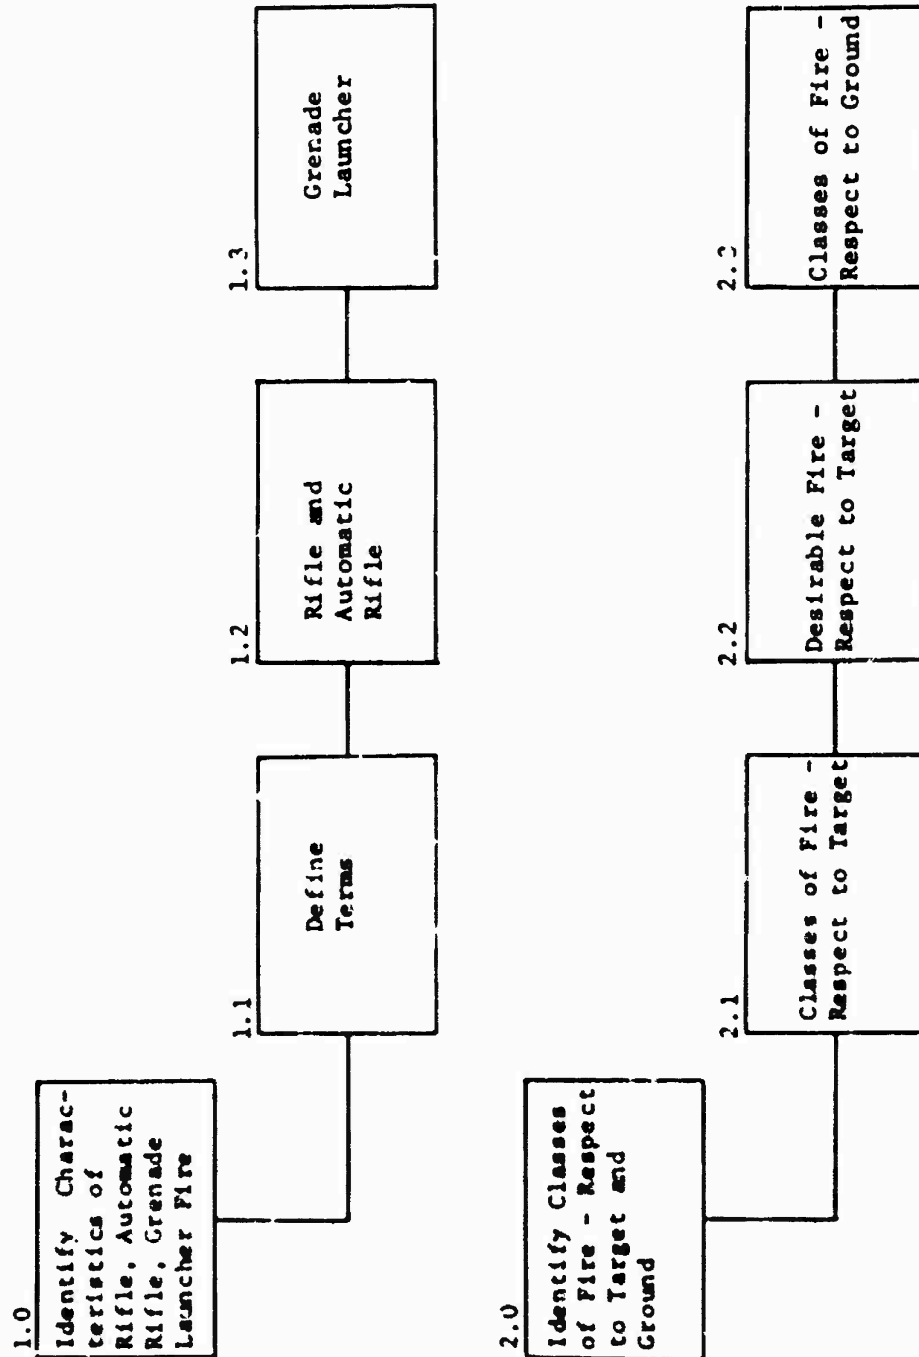 1.0
Identify Charac-
teristics of
Rifle, Automatic
Rifle, Grenade
Launcher Fire
1.1
Define
Terms
1.2
Rifle and
Automatic
Rifle
1.3
Grenade
Launcher
2.0
Identify Classes
of Fire - Respect
to Target and
Ground
2.1
Classes of Fire -
Respect to Target
2.2
Desirable Fire -
Respect to Target
2.3
Classes of Fire -
Respect to Ground